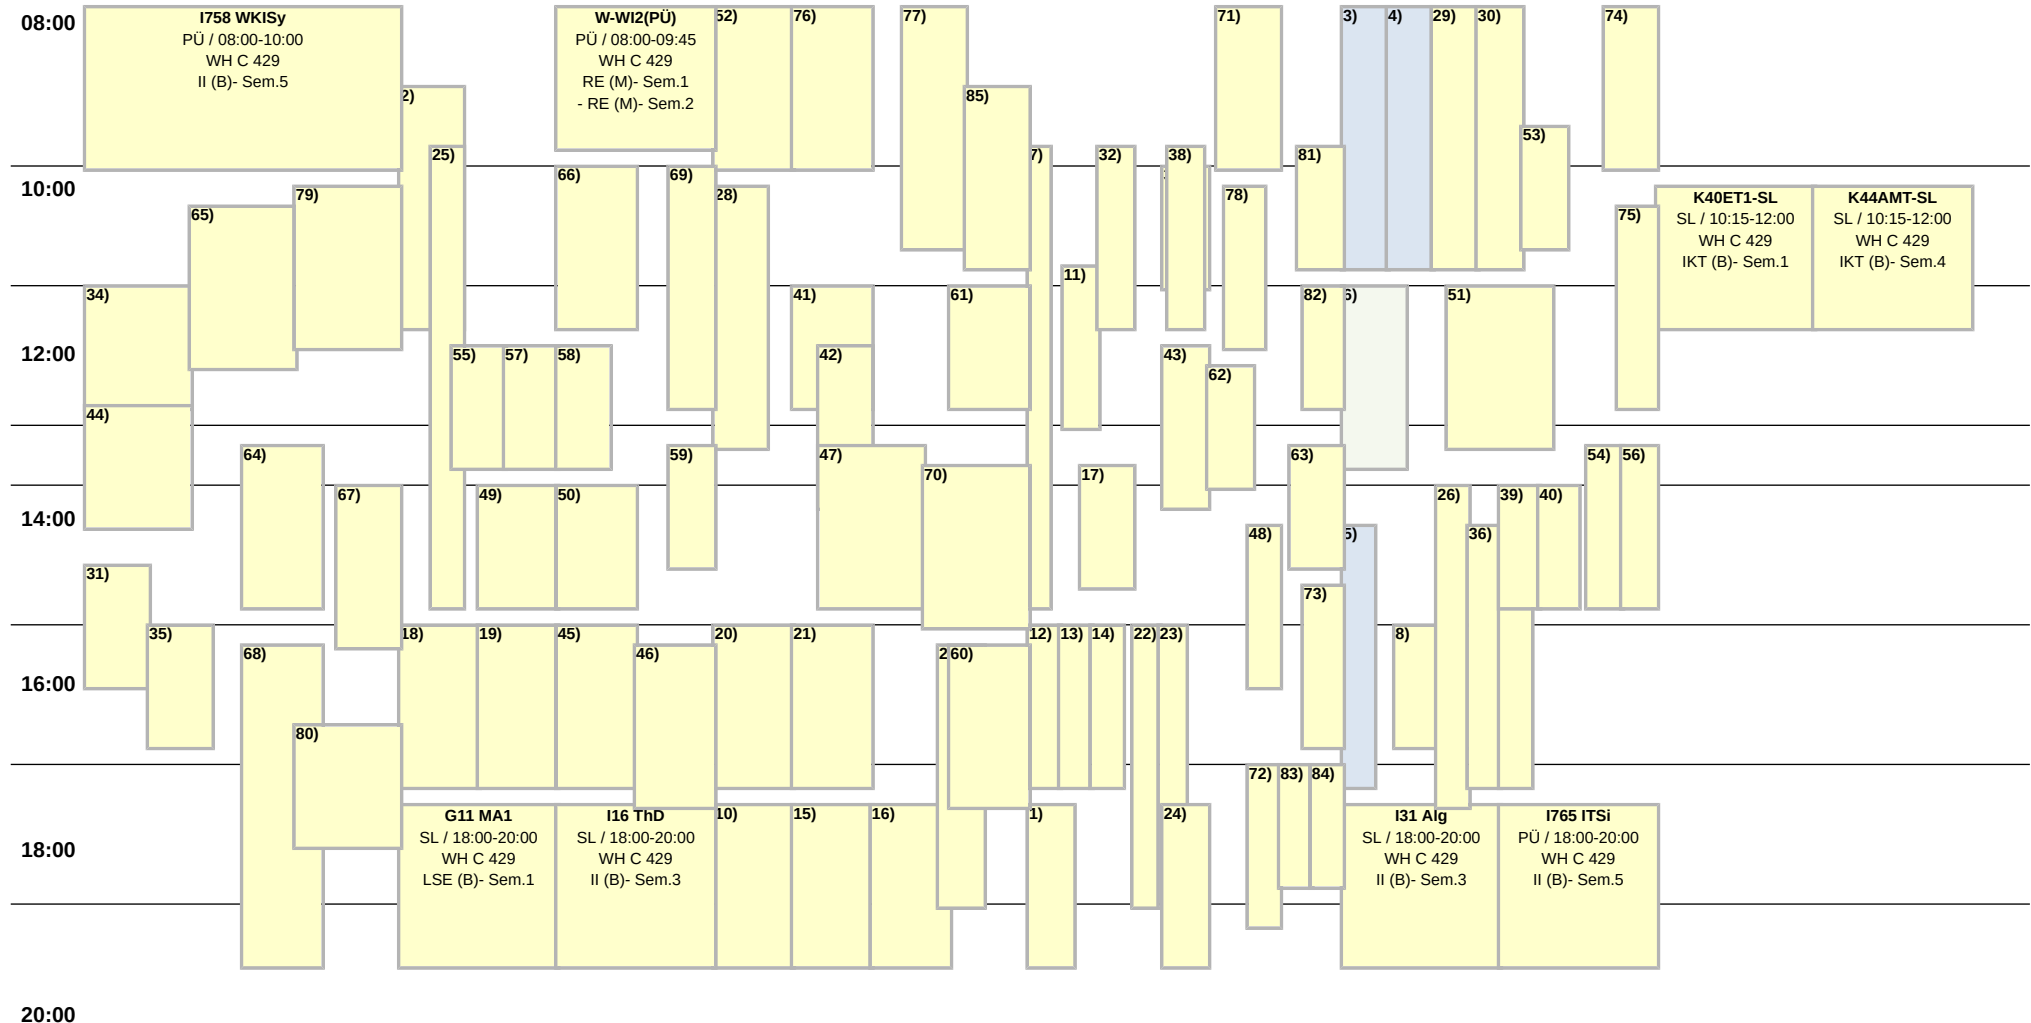 08:00
I758 WKISy
PÜ / 08:00-10:00
WH C 429
II (B)- Sem.5
W-WI2(PÜ)
PÜ / 08:00-09:45
WH C 429
RE (M)- Sem.1
- RE (M)- Sem.2
52)
76)
77)
71)
3)
4)
29)
30)
74)
2)
85)
53)
25)
7)
32)
38)
81)
10:00
66)
69)
79)
28)
78)
K40ET1-SL
SL / 10:15-12:00
WH C 429
IKT (B)- Sem.1
K44AMT-SL
SL / 10:15-12:00
WH C 429
IKT (B)- Sem.4
65)
75)
11)
34)
41)
61)
82)
6)
51)
12:00
55)
57)
58)
42)
43)
62)
44)
64)
59)
47)
63)
54)
56)
70)
17)
67)
49)
50)
26)
39)
40)
14:00
48)
5)
36)
31)
73)
35)
18)
19)
45)
20)
21)
12)
13)
14)
22)
23)
8)
68)
46)
2
60)
16:00
80)
72)
83)
84)
G11 MA1
SL / 18:00-20:00
WH C 429
LSE (B)- Sem.1
I16 ThD
SL / 18:00-20:00
WH C 429
II (B)- Sem.3
10)
15)
16)
1)
24)
I31 Alg
SL / 18:00-20:00
WH C 429
II (B)- Sem.3
I765 ITSi
PÜ / 18:00-20:00
WH C 429
II (B)- Sem.5
18:00
20:00